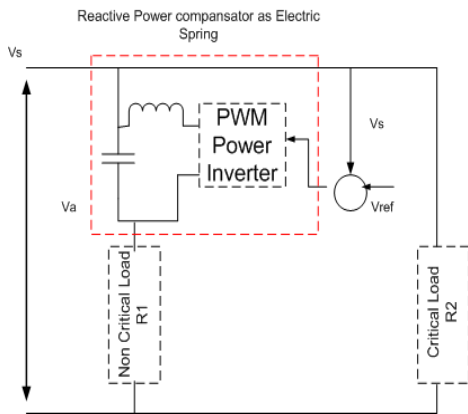 Reactive Power compansator as Electric
Spring
Vs
PWM
Power
Inverter
Vs
Va
Vref
Non Critical Load
R1
Critical Load
R2